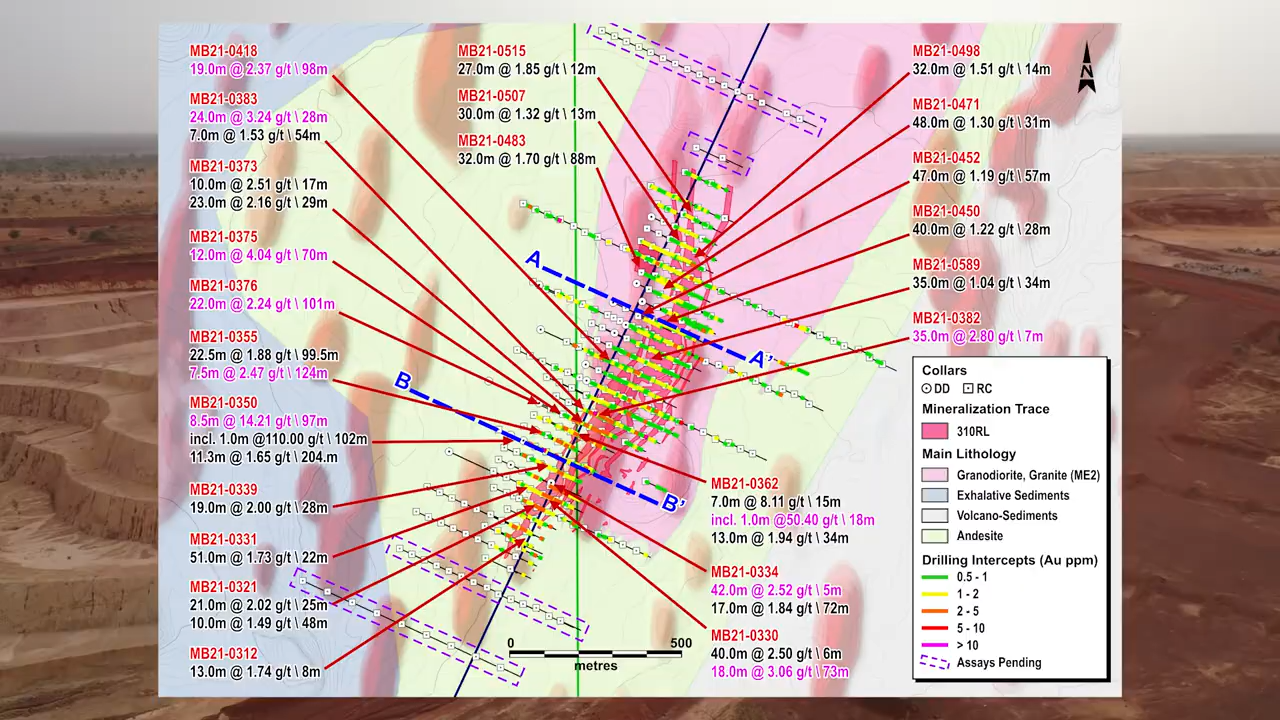 MB21-0418
19.0m @ 2.37 g/t \ 98m
MB21-0383
24.0m @ 3.24 g/t \ 28m
7.0m @ 1.53 g/t \ 54m
MB21-0373
10.0m @ 2.51 g/t \ 17m
23.0m @ 2.16 g/t \ 29m
MB21-0375
12.0m @ 4.04 g/t \ 70m
MB21-0376
22.0m @ 2.24 g/t \ 101m
MB21-0355
22.5m @ 1.88 g/t \ 99.5m
7.5m @ 2.47 g/t \ 124m
MB21-0350
8.5m @ 14.21 g/t \ 97m
incl. 1.0m @110.00 g/t \ 102m
11.3m @ 1.65 g/t \ 204.m
MB21-0339
19.0m @ 2.00 g/t \ 28m
MB21-0331
51.0m @ 1.73 g/t \ 22m
MB21-0321
21.0m @ 2.02 g/t \ 25m
10.0m @ 1.49 g/t \ 48m
MB21-0312
13.0m @ 1.74 g/t \ 8m
MB21-0515
27.0m @ 1.85 g/t \ 12m
MB21-0507
30.0m @ 1.32 g/t \ 13m
MB21-0483
32.0m @ 1.70 g/t \ 88m
A
A'
B
B'
0 500
metres
MB21-0362
7.0m @ 8.11 g/t \ 15m
incl. 1.0m @50.40 g/t \ 18m
13.0m @ 1.94 g/t \ 34m
MB21-0334
42.0m @ 2.52 g/t \ 5m
17.0m @ 1.84 g/t \ 72m
MB21-0330
40.0m @ 2.50 g/t \ 6m
18.0m @ 3.06 g/t \ 73m
MB21-0498
32.0m @ 1.51 g/t \ 14m
MB21-0471
48.0m @ 1.30 g/t \ 31m
MB21-0452
47.0m @ 1.19 g/t \ 57m
MB21-0450
40.0m @ 1.22 g/t \ 28m
MB21-0589
35.0m @ 1.04 g/t \ 34m
MB21-0382
35.0m @ 2.80 g/t \ 7m
N
Collars
DD RC
Mineralization Trace
310RL
Main Lithology
Granodiorite, Granite (ME2)
Exhalative Sediments
Volcano-Sediments
Andesite
Drilling Intercepts (Au ppm)
0.5 - 1
1 - 2
2 - 5
5 - 10
> 10
Assays Pending